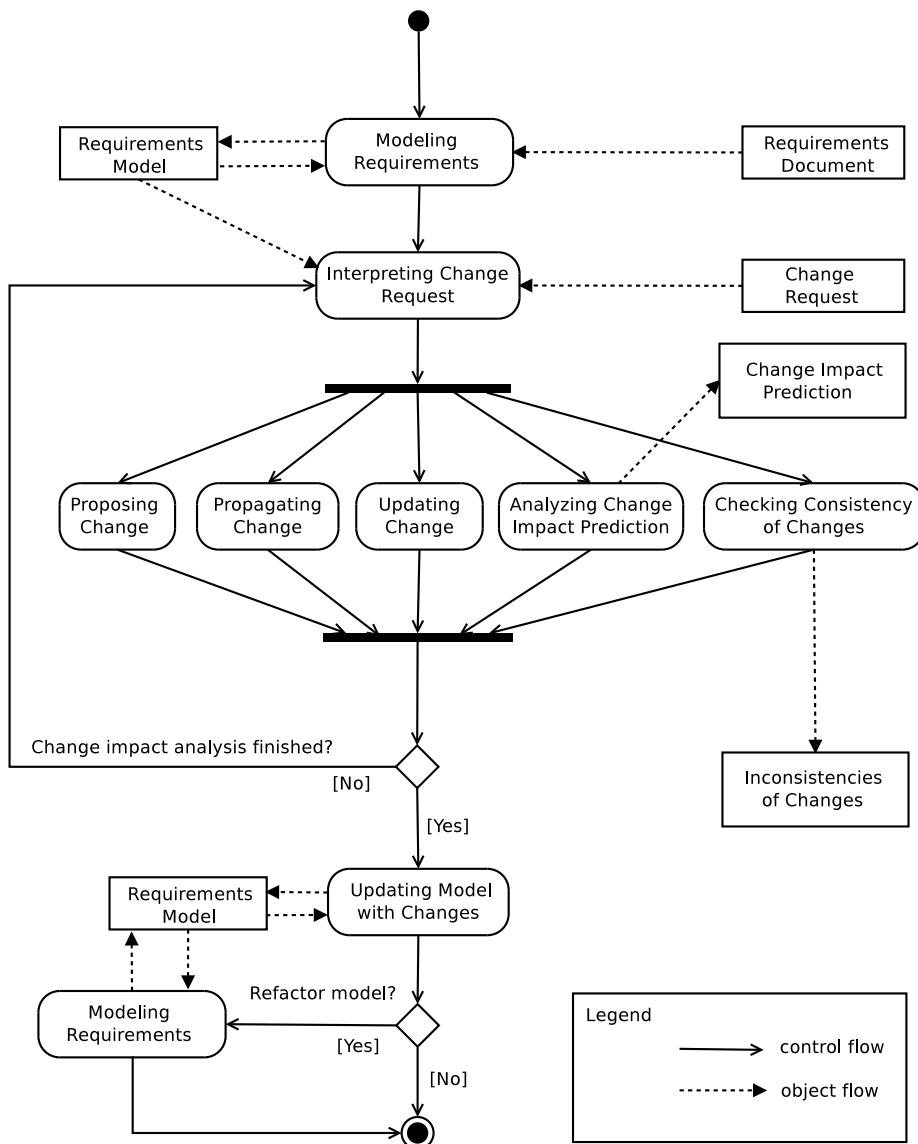 Requirements
Model
Modeling
Requirements
Requirements
Document
Interpreting Change
Request
Change
Request
Change Impact
Prediction
Proposing
Change
Propagating
Change
Updating
Change
Analyzing Change
Impact Prediction
Checking Consistency
of Changes
Change impact analysis finished?
[No]
[Yes]
Inconsistencies
of Changes
Requirements
Model
Updating Model
with Changes
Refactor model?
Modeling
Requirements
[Yes]
[No]
Legend
control flow
object flow